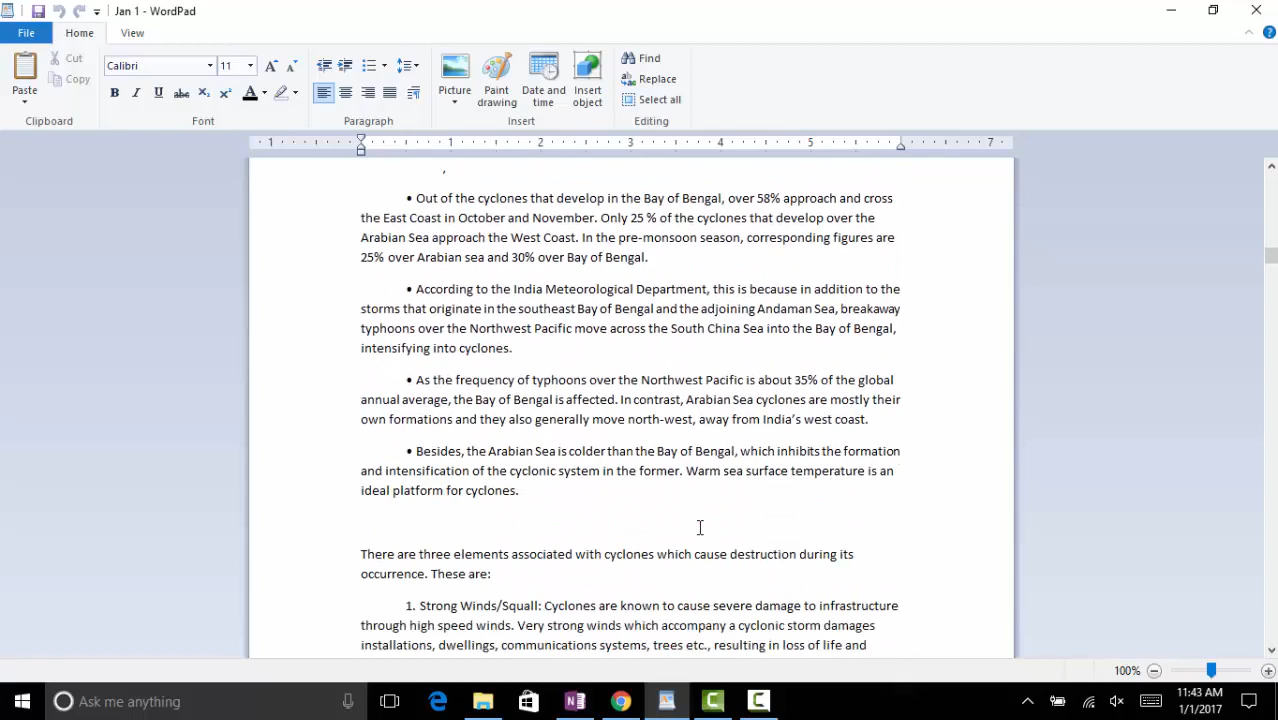 Jan 1 - WordPad
File Home View
Cut
Copy
Paste
Calibri 11
Picture
Paint drawing
Date and time
Insert object
Find
Replace
Select all
Clipboard Font Paragraph Insert Editing
1 1 2 3 4 5 7
• Out of the cyclones that develop in the Bay of Bengal, over 58% approach and cross
the East Coast in October and November. Only 25 % of the cyclones that develop over the
Arabian Sea approach the West Coast. In the pre-monsoon season, corresponding figures are
25% over Arabian sea and 30% over Bay of Bengal.
• According to the India Meteorological Department, this is because in addition to the
storms that originate in the southeast Bay of Bengal and the adjoining Andaman Sea, breakaway
typhoons over the Northwest Pacific move across the South China Sea into the Bay of Bengal,
intensifying into cyclones.
• As the frequency of typhoons over the Northwest Pacific is about 35% of the global
annual average, the Bay of Bengal is affected. In contrast, Arabian Sea cyclones are mostly their
own formations and they also generally move north-west, away from India’s west coast.
• Besides, the Arabian Sea is colder than the Bay of Bengal, which inhibits the formation
and intensification of the cyclonic system in the former. Warm sea surface temperature is an
ideal platform for cyclones.
There are three elements associated with cyclones which cause destruction during its
occurrence. These are:
1. Strong Winds/Squall: Cyclones are known to cause severe damage to infrastructure
through high speed winds. Very strong winds which accompany a cyclonic storm damages
installations, dwellings, communications systems, trees etc., resulting in loss of life and
100%
Ask me anything
11:43 AM
1/1/2017